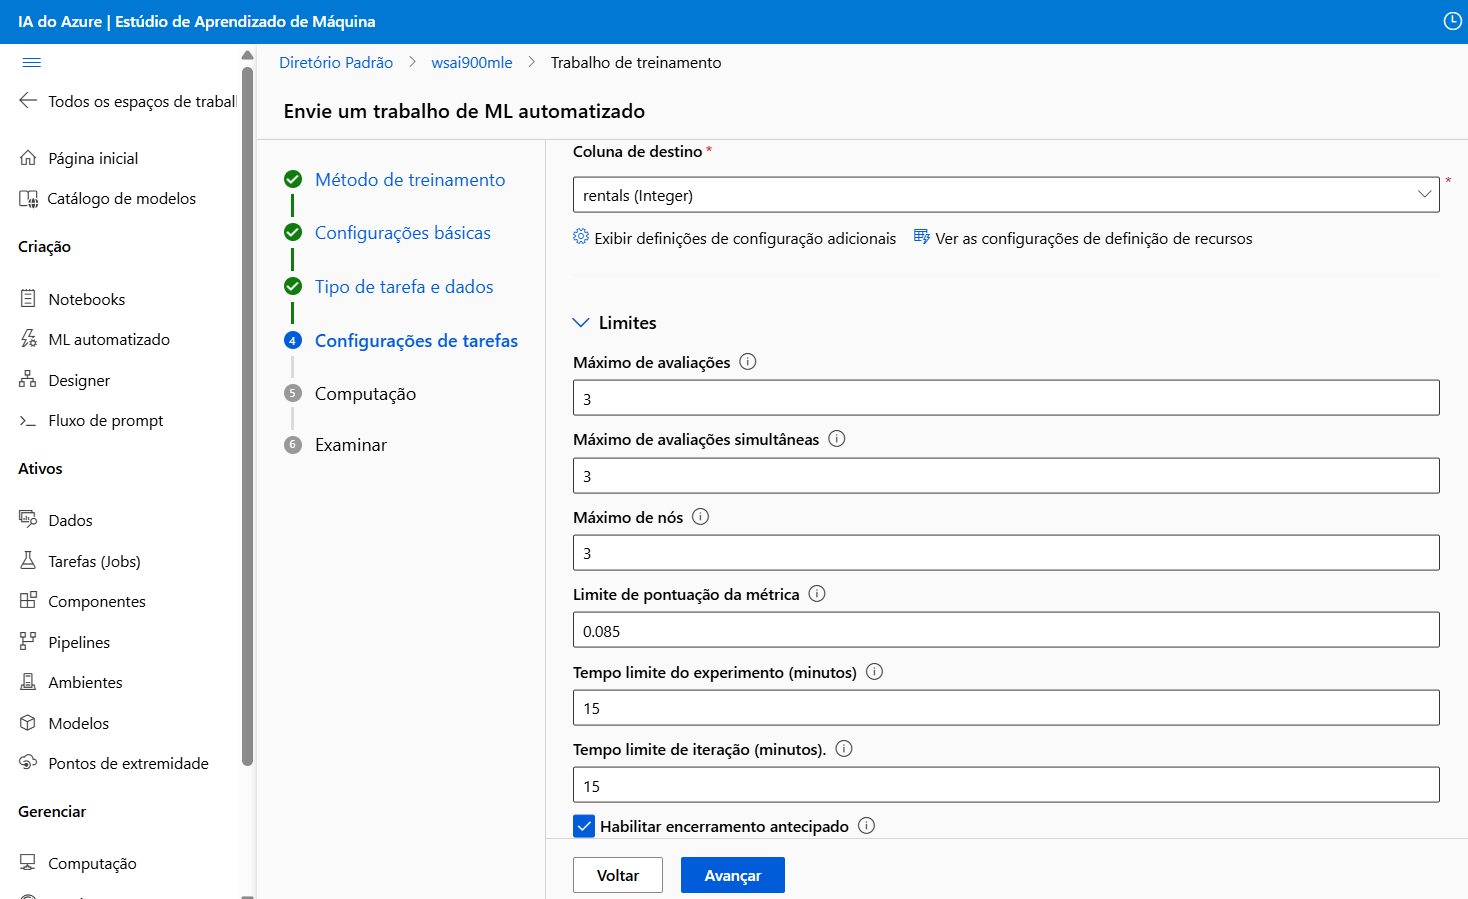 IA do Azure | Estúdio de Aprendizado de Máquina
Todos os espaços de trabal
Página inicial
Catálogo de modelos
Criação
Notebooks
ML automatizado
Designer
Fluxo de prompt
Ativos
Dados
Tarefas (Jobs)
Componentes
Pipelines
Ambientes
Modelos
Pontos de extremidade
Gerenciar
Computação
Diretório Padrão > wsai900mle > Trabalho de treinamento
Envie um trabalho de ML automatizado
Método de treinamento
Configurações básicas
Tipo de tarefa e dados
4 Configurações de tarefas
5 Computação
6 Examinar
Coluna de destino *
rentals (Integer) *
Exibir definições de configuração adicionais Ver as configurações de definição de recursos
Limites
Máximo de avaliações
3
Máximo de avaliações simultâneas
3
Máximo de nós
3
Limite de pontuação da métrica
0.085
Tempo limite do experimento (minutos)
15
Tempo limite de iteração (minutos).
15
Habilitar encerramento antecipado
Voltar Avançar